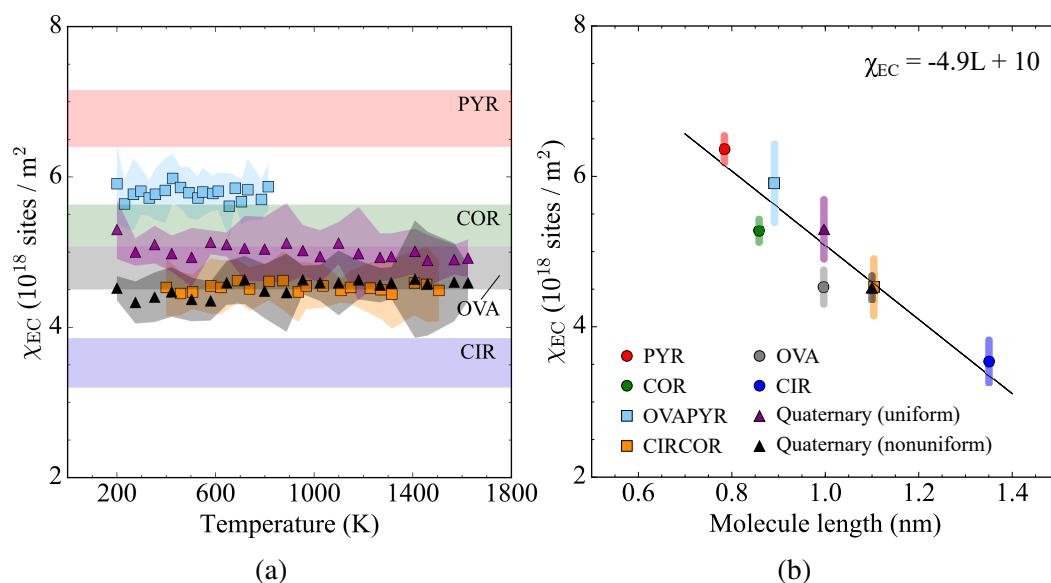 8
6
4
2
χEC (10^18 sites / m^2)
PYR
COR
OVA
CIR
200 600 1000 1400 1800
Temperature (K)
(a)
8
6
4
2
χEC (10^18 sites / m^2)
χEC = -4.9L + 10
PYR
COR
OVAPYR
CIRCOR
OVA
CIR
Quaternary (uniform)
Quaternary (nonuniform)
0.6 0.8 1.0 1.2 1.4
Molecule length (nm)
(b)